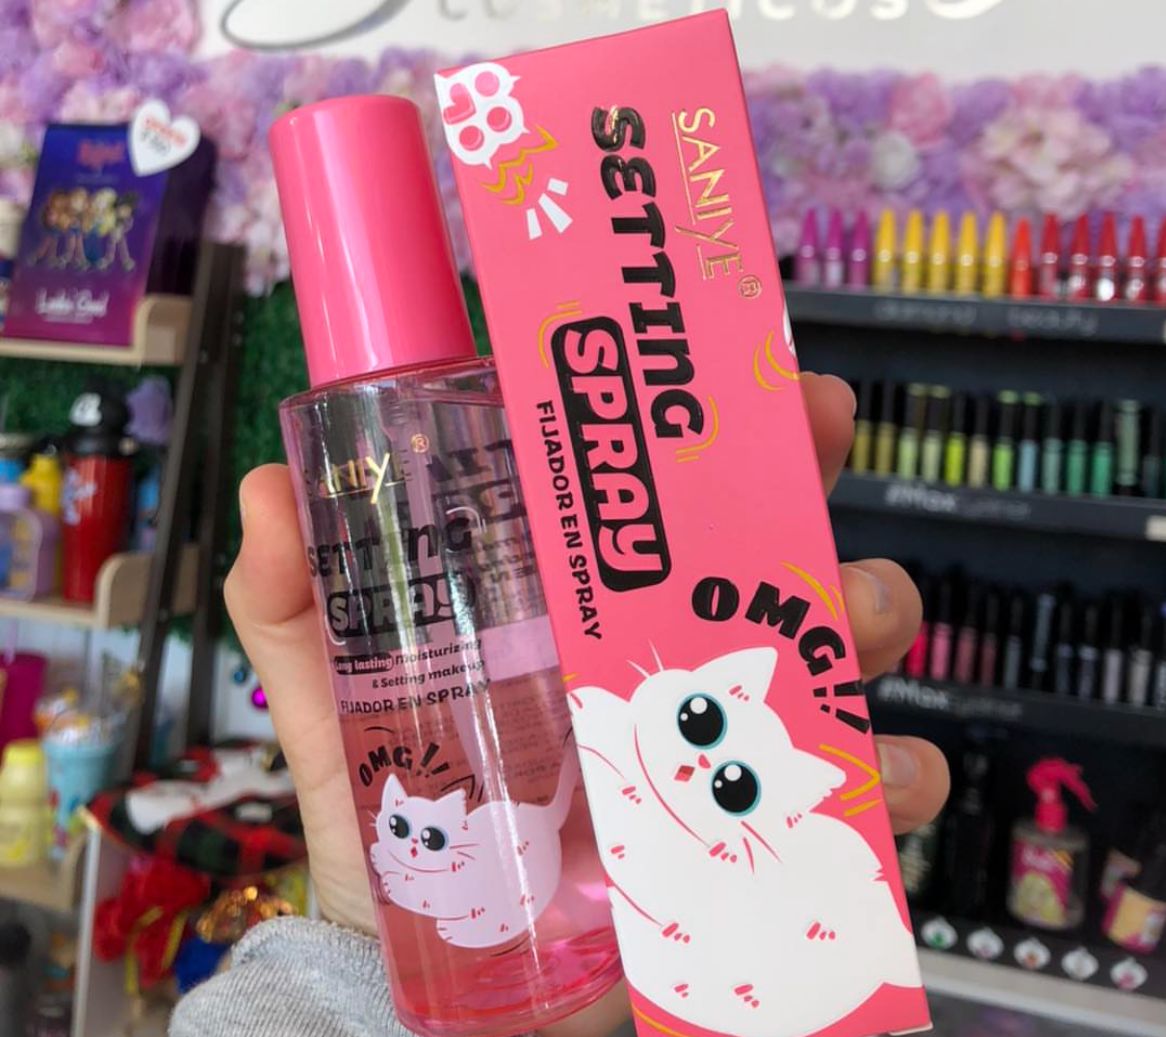 COSMETICOS
SANIYE®
SETTING
SPRAY
FIJADOR EN SPRAY
OMG!!
SANIYE®
SETTING
SPRAY
Long lasting Moisturizing
& Setting makeup
FIJADOR EN SPRAY
OMG!!